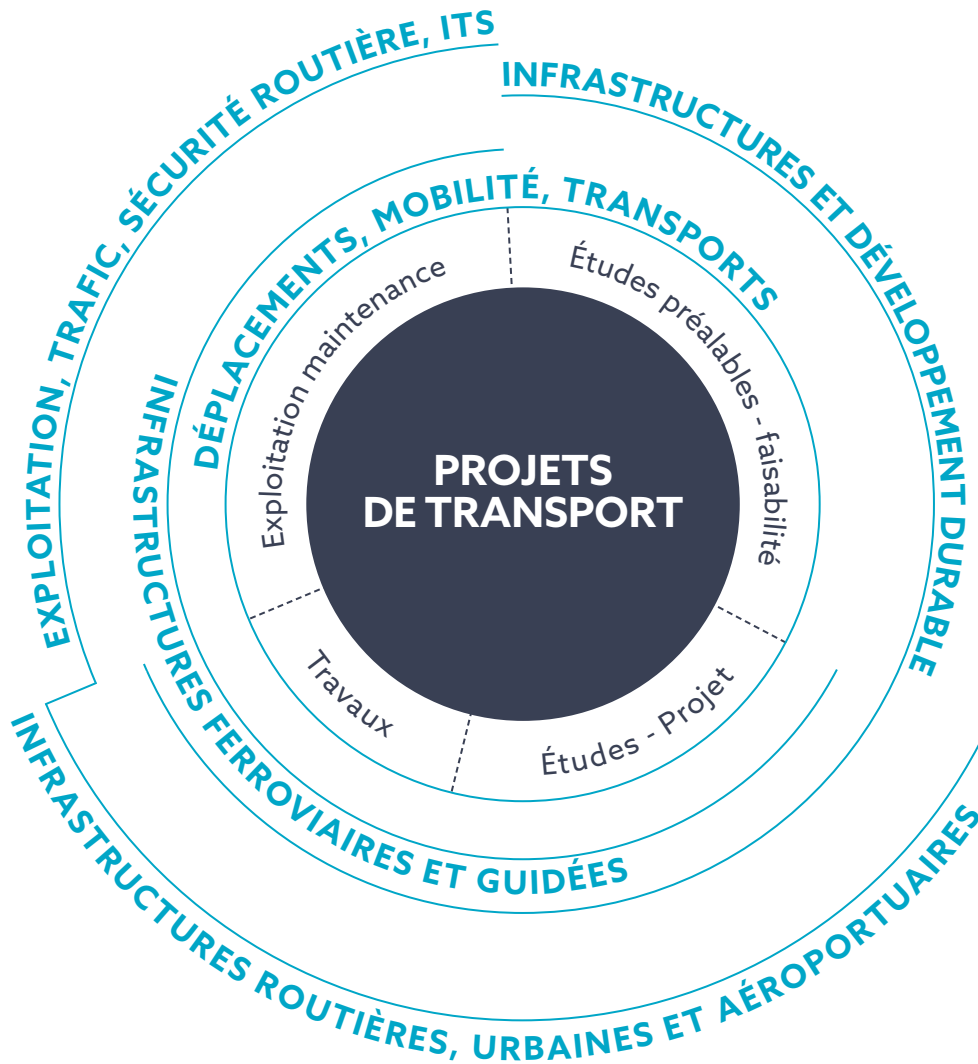 EXPLOITATION, TRAFIC, SÉCURITÉ ROUTIÈRE, ITS
INFRASTRUCTURES ET DÉVELOPPEMENT DURABLE
DÉPLACEMENTS, MOBILITÉ, TRANSPORTS
Exploitation maintenance
Études préalables - faisabilité
PROJETS
DE TRANSPORT
Travaux
Études - Projet
INFRASTRUCTURES FERROVIAIRES ET GUIDÉES
INFRASTRUCTURES ROUTIÈRES, URBAINES ET AÉROPORTUAIRES